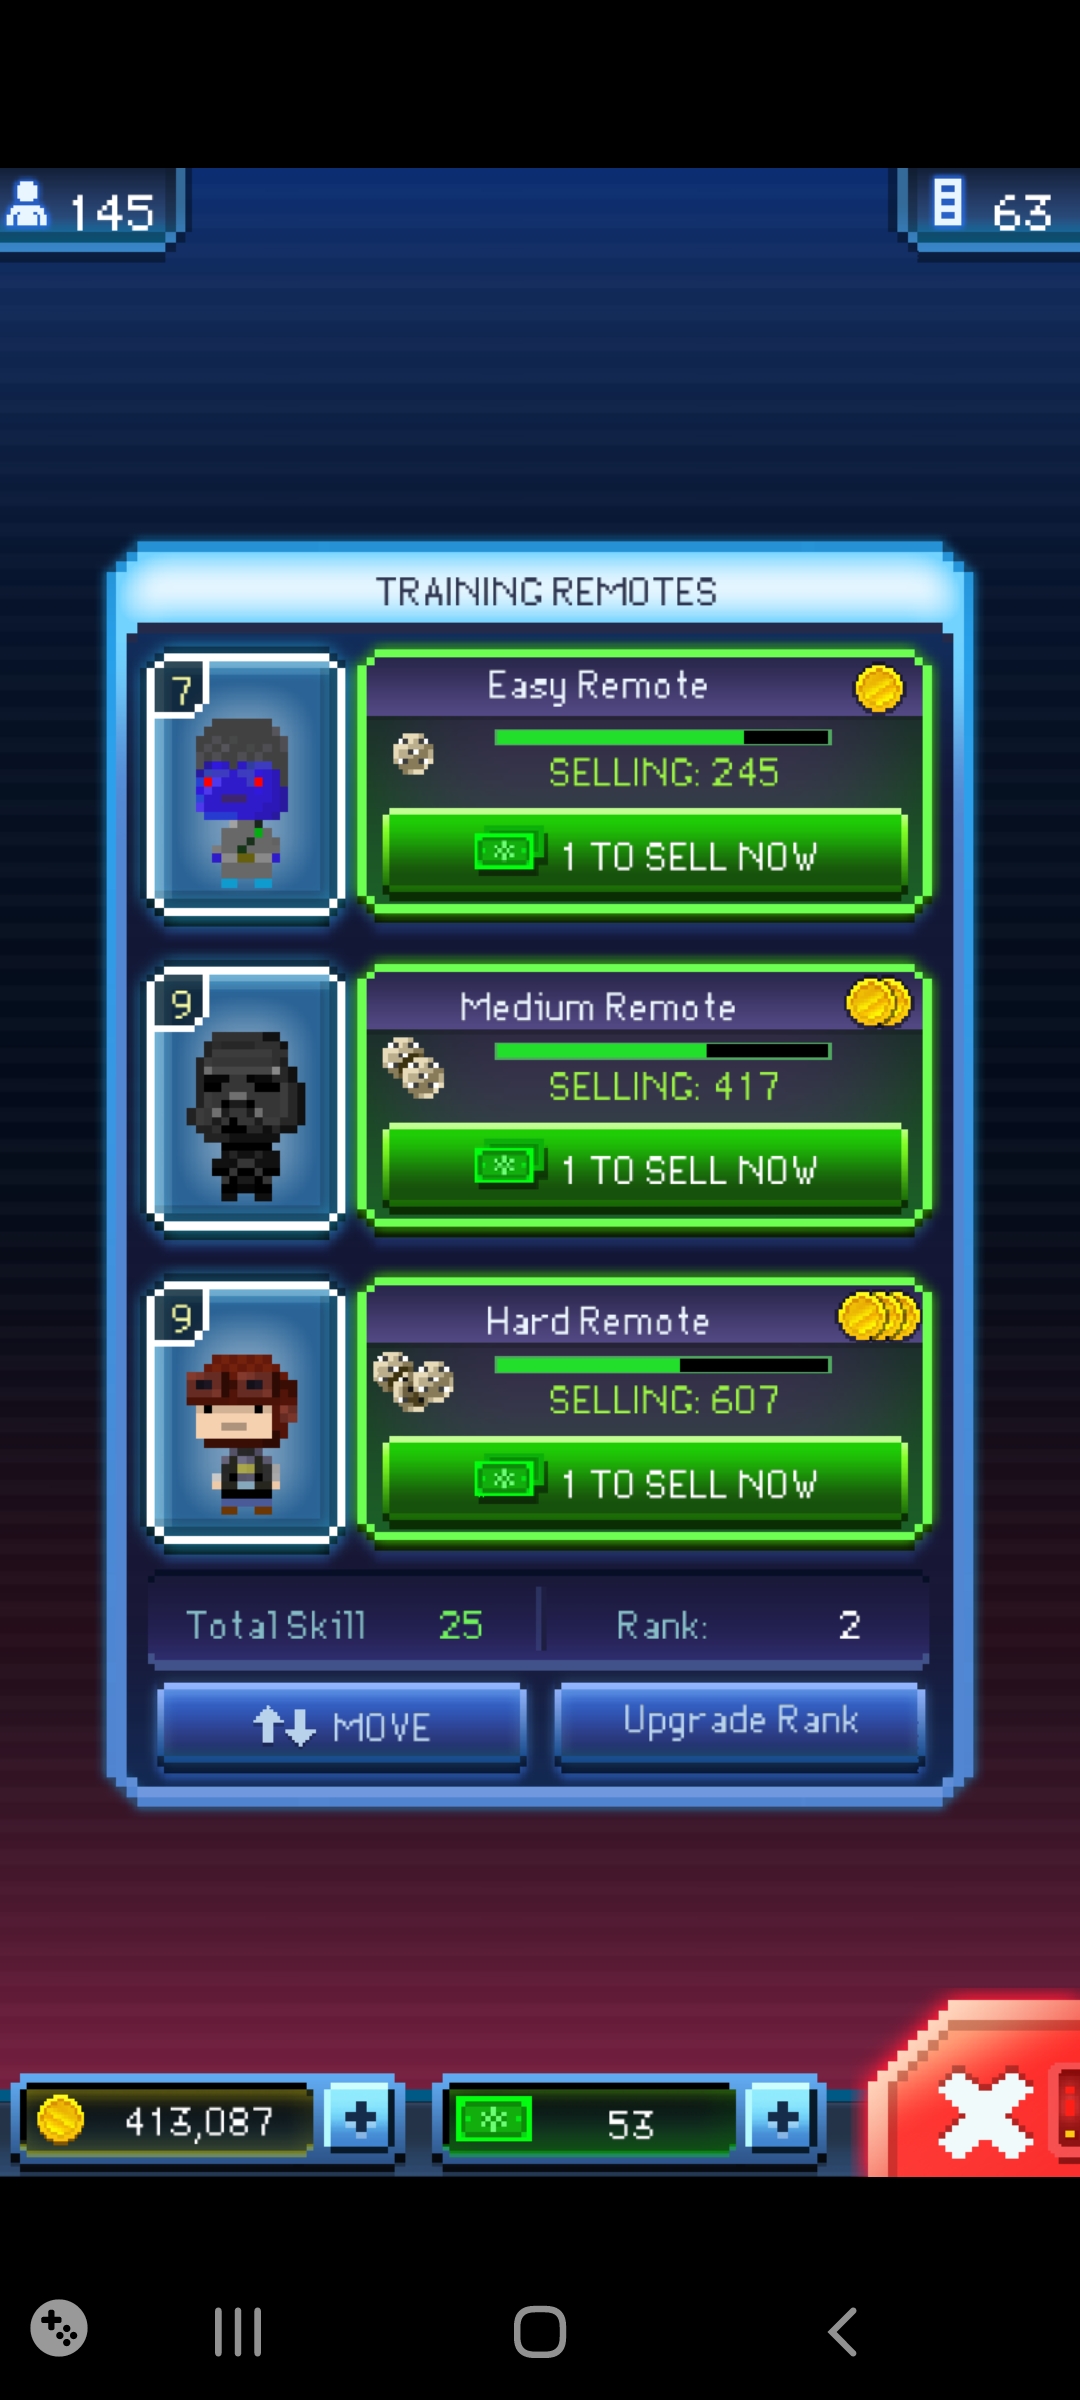 145
63
TRAINING REMOTES
7
Easy Remote
SELLING: 245
1 TO SELL NOW
9
Medium Remote
SELLING: 417
1 TO SELL NOW
9
Hard Remote
SELLING: 607
1 TO SELL NOW
Total Skill 25 Rank: 2
MOVE Upgrade Rank
413,087 53